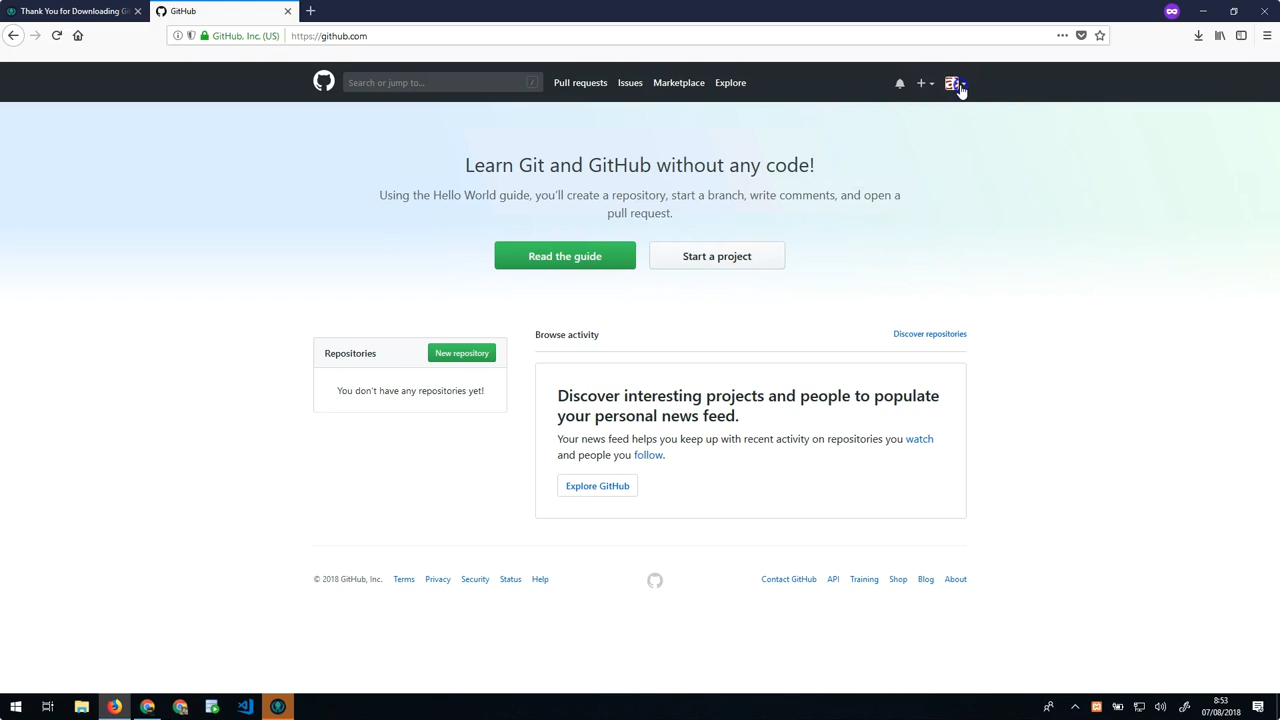 Thank You for Downloading Gi
GitHub
GitHub, Inc. (US)
https://github.com
Search or jump to...
/
Pull requests
Issues
Marketplace
Explore
Learn Git and GitHub without any code!
Using the Hello World guide, you'll create a repository, start a branch, write comments, and open a
pull request.
Read the guide
Start a project
Repositories
New repository
You don't have any repositories yet!
Browse activity
Discover repositories
Discover interesting projects and people to populate
your personal news feed.
Your news feed helps you keep up with recent activity on repositories you watch
and people you follow.
Explore GitHub
© 2018 GitHub, Inc.
Terms
Privacy
Security
Status
Help
Contact GitHub
API
Training
Shop
Blog
About
8:53
07/08/2018